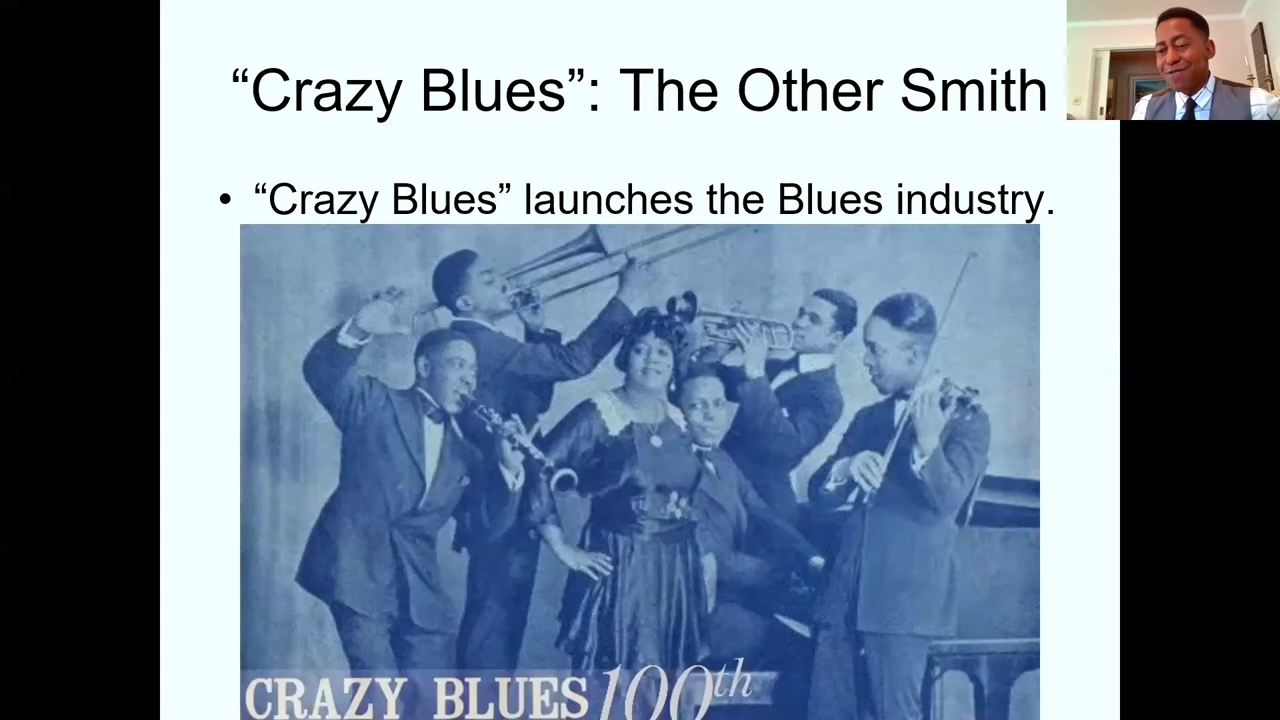 “Crazy Blues”: The Other Smith
• “Crazy Blues” launches the Blues industry.
CRAZY BLUES 100th